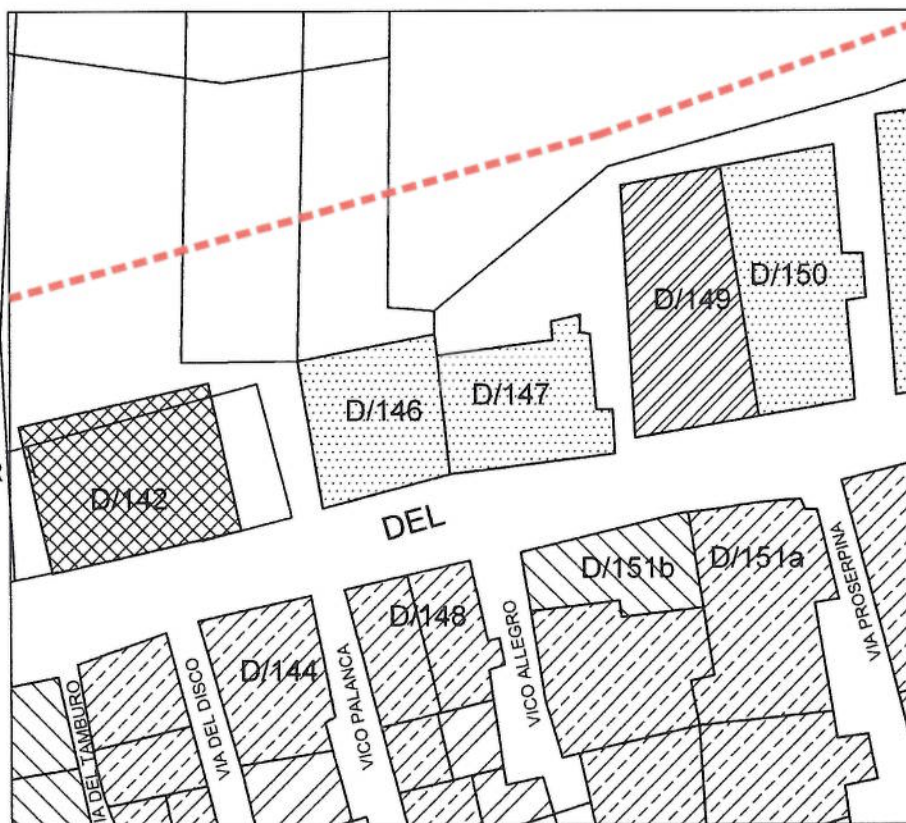 D/150
D/149
D/147
D/146
D/142
DEL
D/151b
D/151a
D/148
D/144
VIA PROSERPINA
VICO ALLEGRO
VICO PALANCA
VIA DEL DISCO
VIA DEL TAMBURO